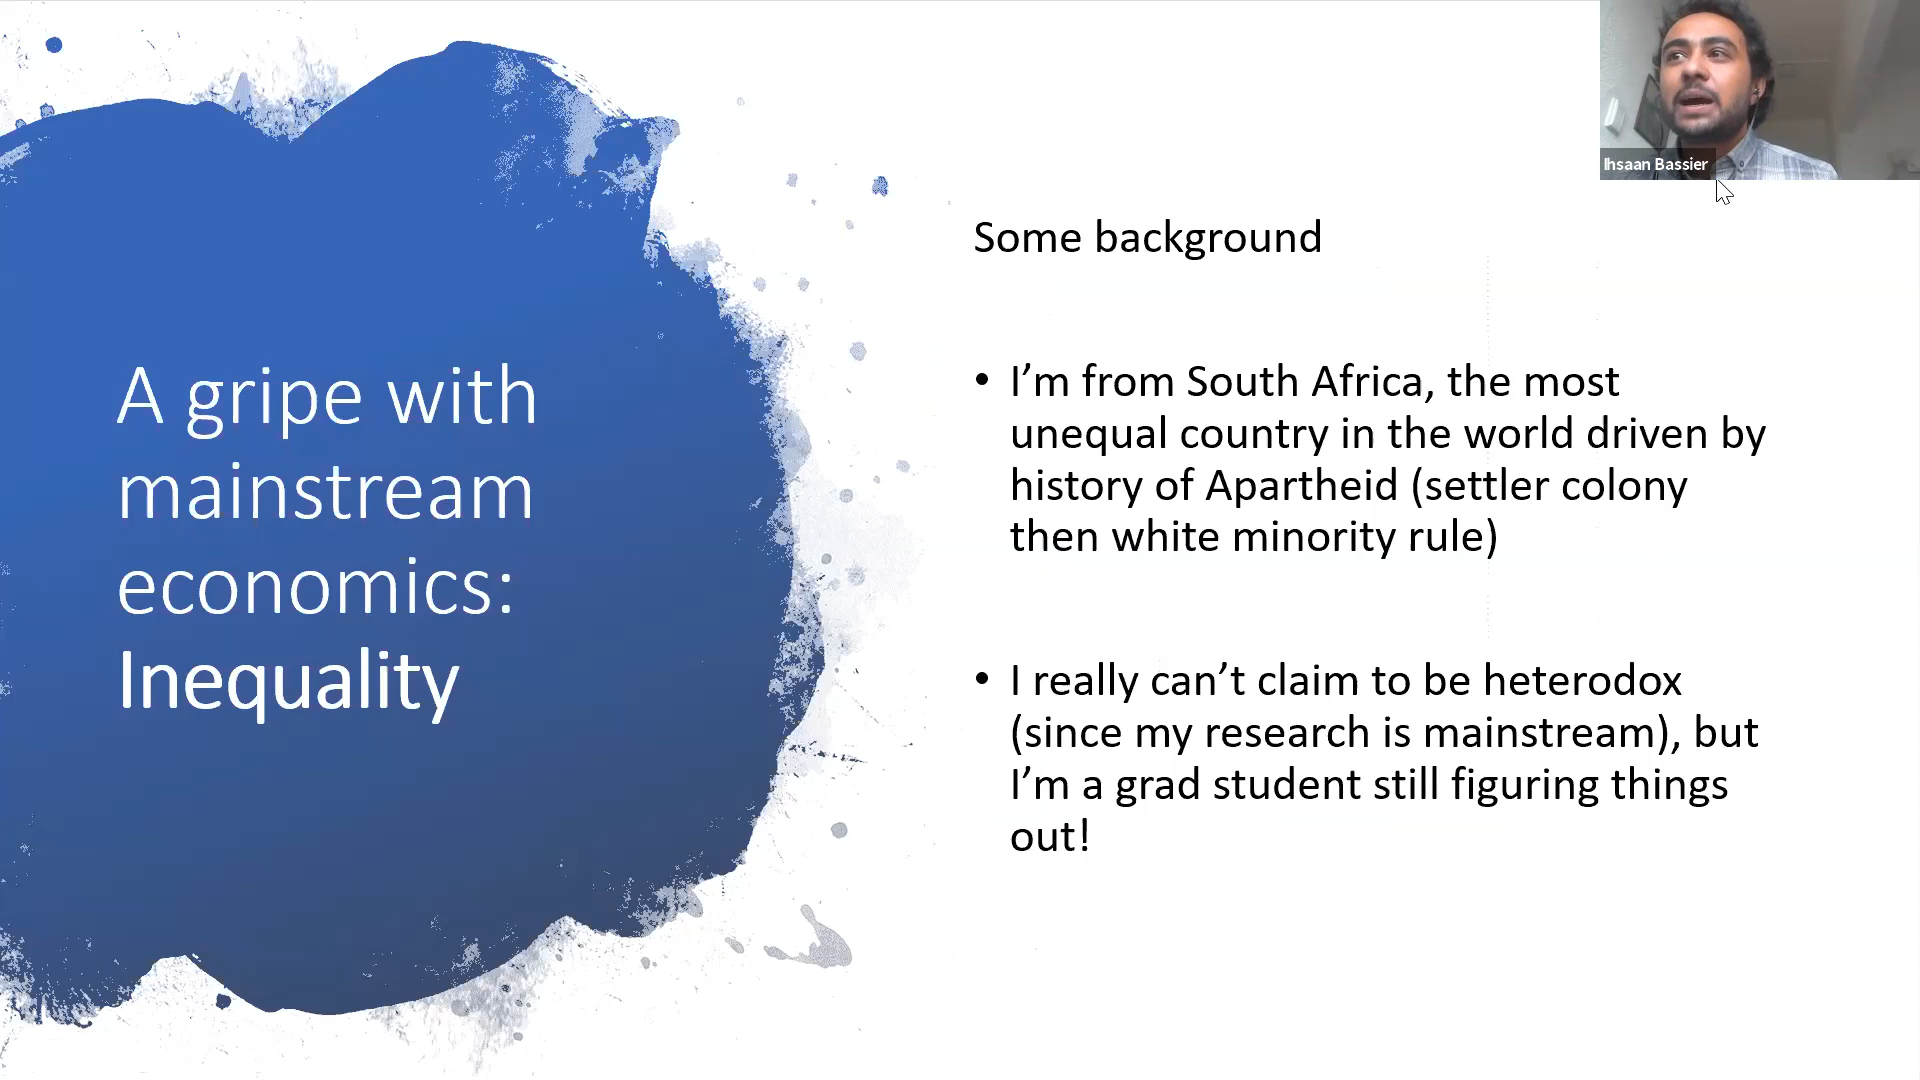 A gripe with
mainstream
economics:
Inequality
Ihsaan Bassier
Some background
• I’m from South Africa, the most
unequal country in the world driven by
history of Apartheid (settler colony
then white minority rule)
• I really can’t claim to be heterodox
(since my research is mainstream), but
I’m a grad student still figuring things
out!